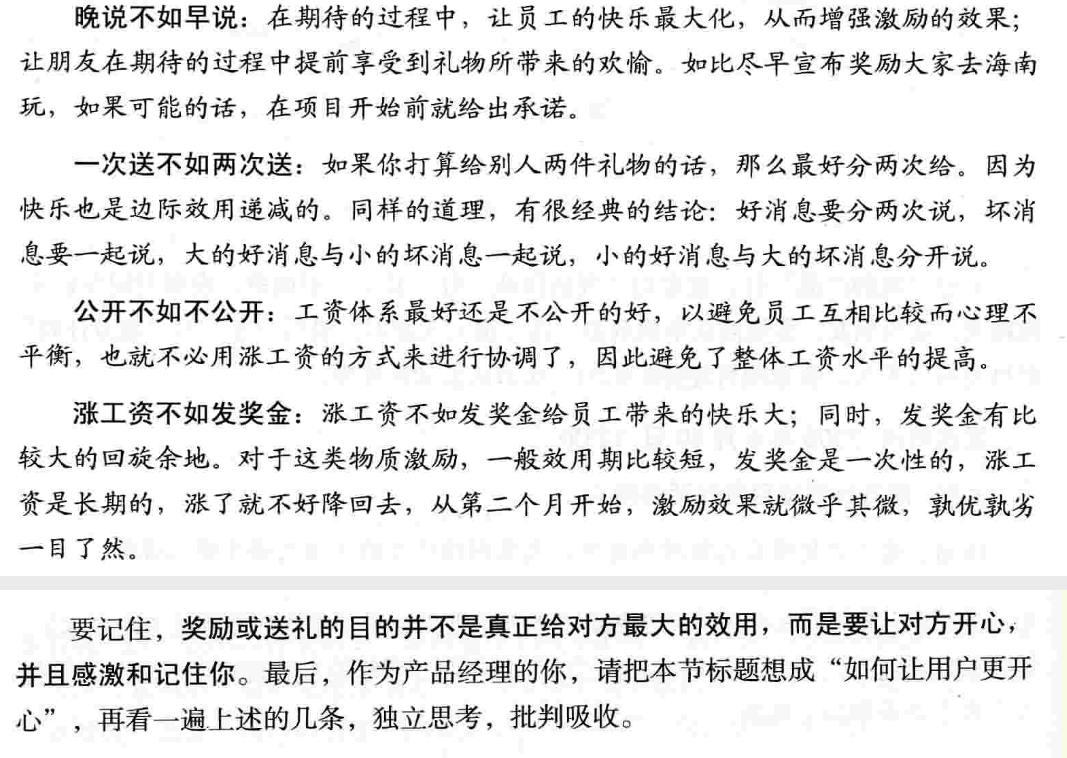 晚说不如早说：在期待的过程中，让员工的快乐最大化，从而增强激励的效果；
让朋友在期待的过程中提前享受到礼物所带来的欢愉。如比尽早宣布奖励大家去海南
玩，如果可能的话，在项目开始前就给出承诺。
一次送不如两次送：如果你打算给别人两件礼物的话，那么最好分两次给。因为
快乐也是边际效用递减的。同样的道理，有很经典的结论：好消息要分两次说，坏消
息要一起说，大的好消息与小的坏消息一起说，小的好消息与大的坏消息分开说。
公开不如不公开：工资体系最好还是不公开的好，以避免员工互相比较而心理不
平衡，也就不必用涨工资的方式来进行协调了，因此避免了整体工资水平的提高。
涨工资不如发奖金：涨工资不如发奖金给员工带来的快乐大；同时，发奖金有比
较大的回旋余地。对于这类物质激励，一般效用期比较短，发奖金是一次性的，涨工
资是长期的，涨了就不好降回去，从第二个月开始，激励效果就微乎其微，孰优孰劣
一目了然。
要记住，奖励或送礼的目的并不是真正给对方最大的效用，而是要让对方开心，
并且感激和记住你。最后，作为产品经理的你，请把本节标题想成“如何让用户更开
心”，再看一遍上述的几条，独立思考，批判吸收。